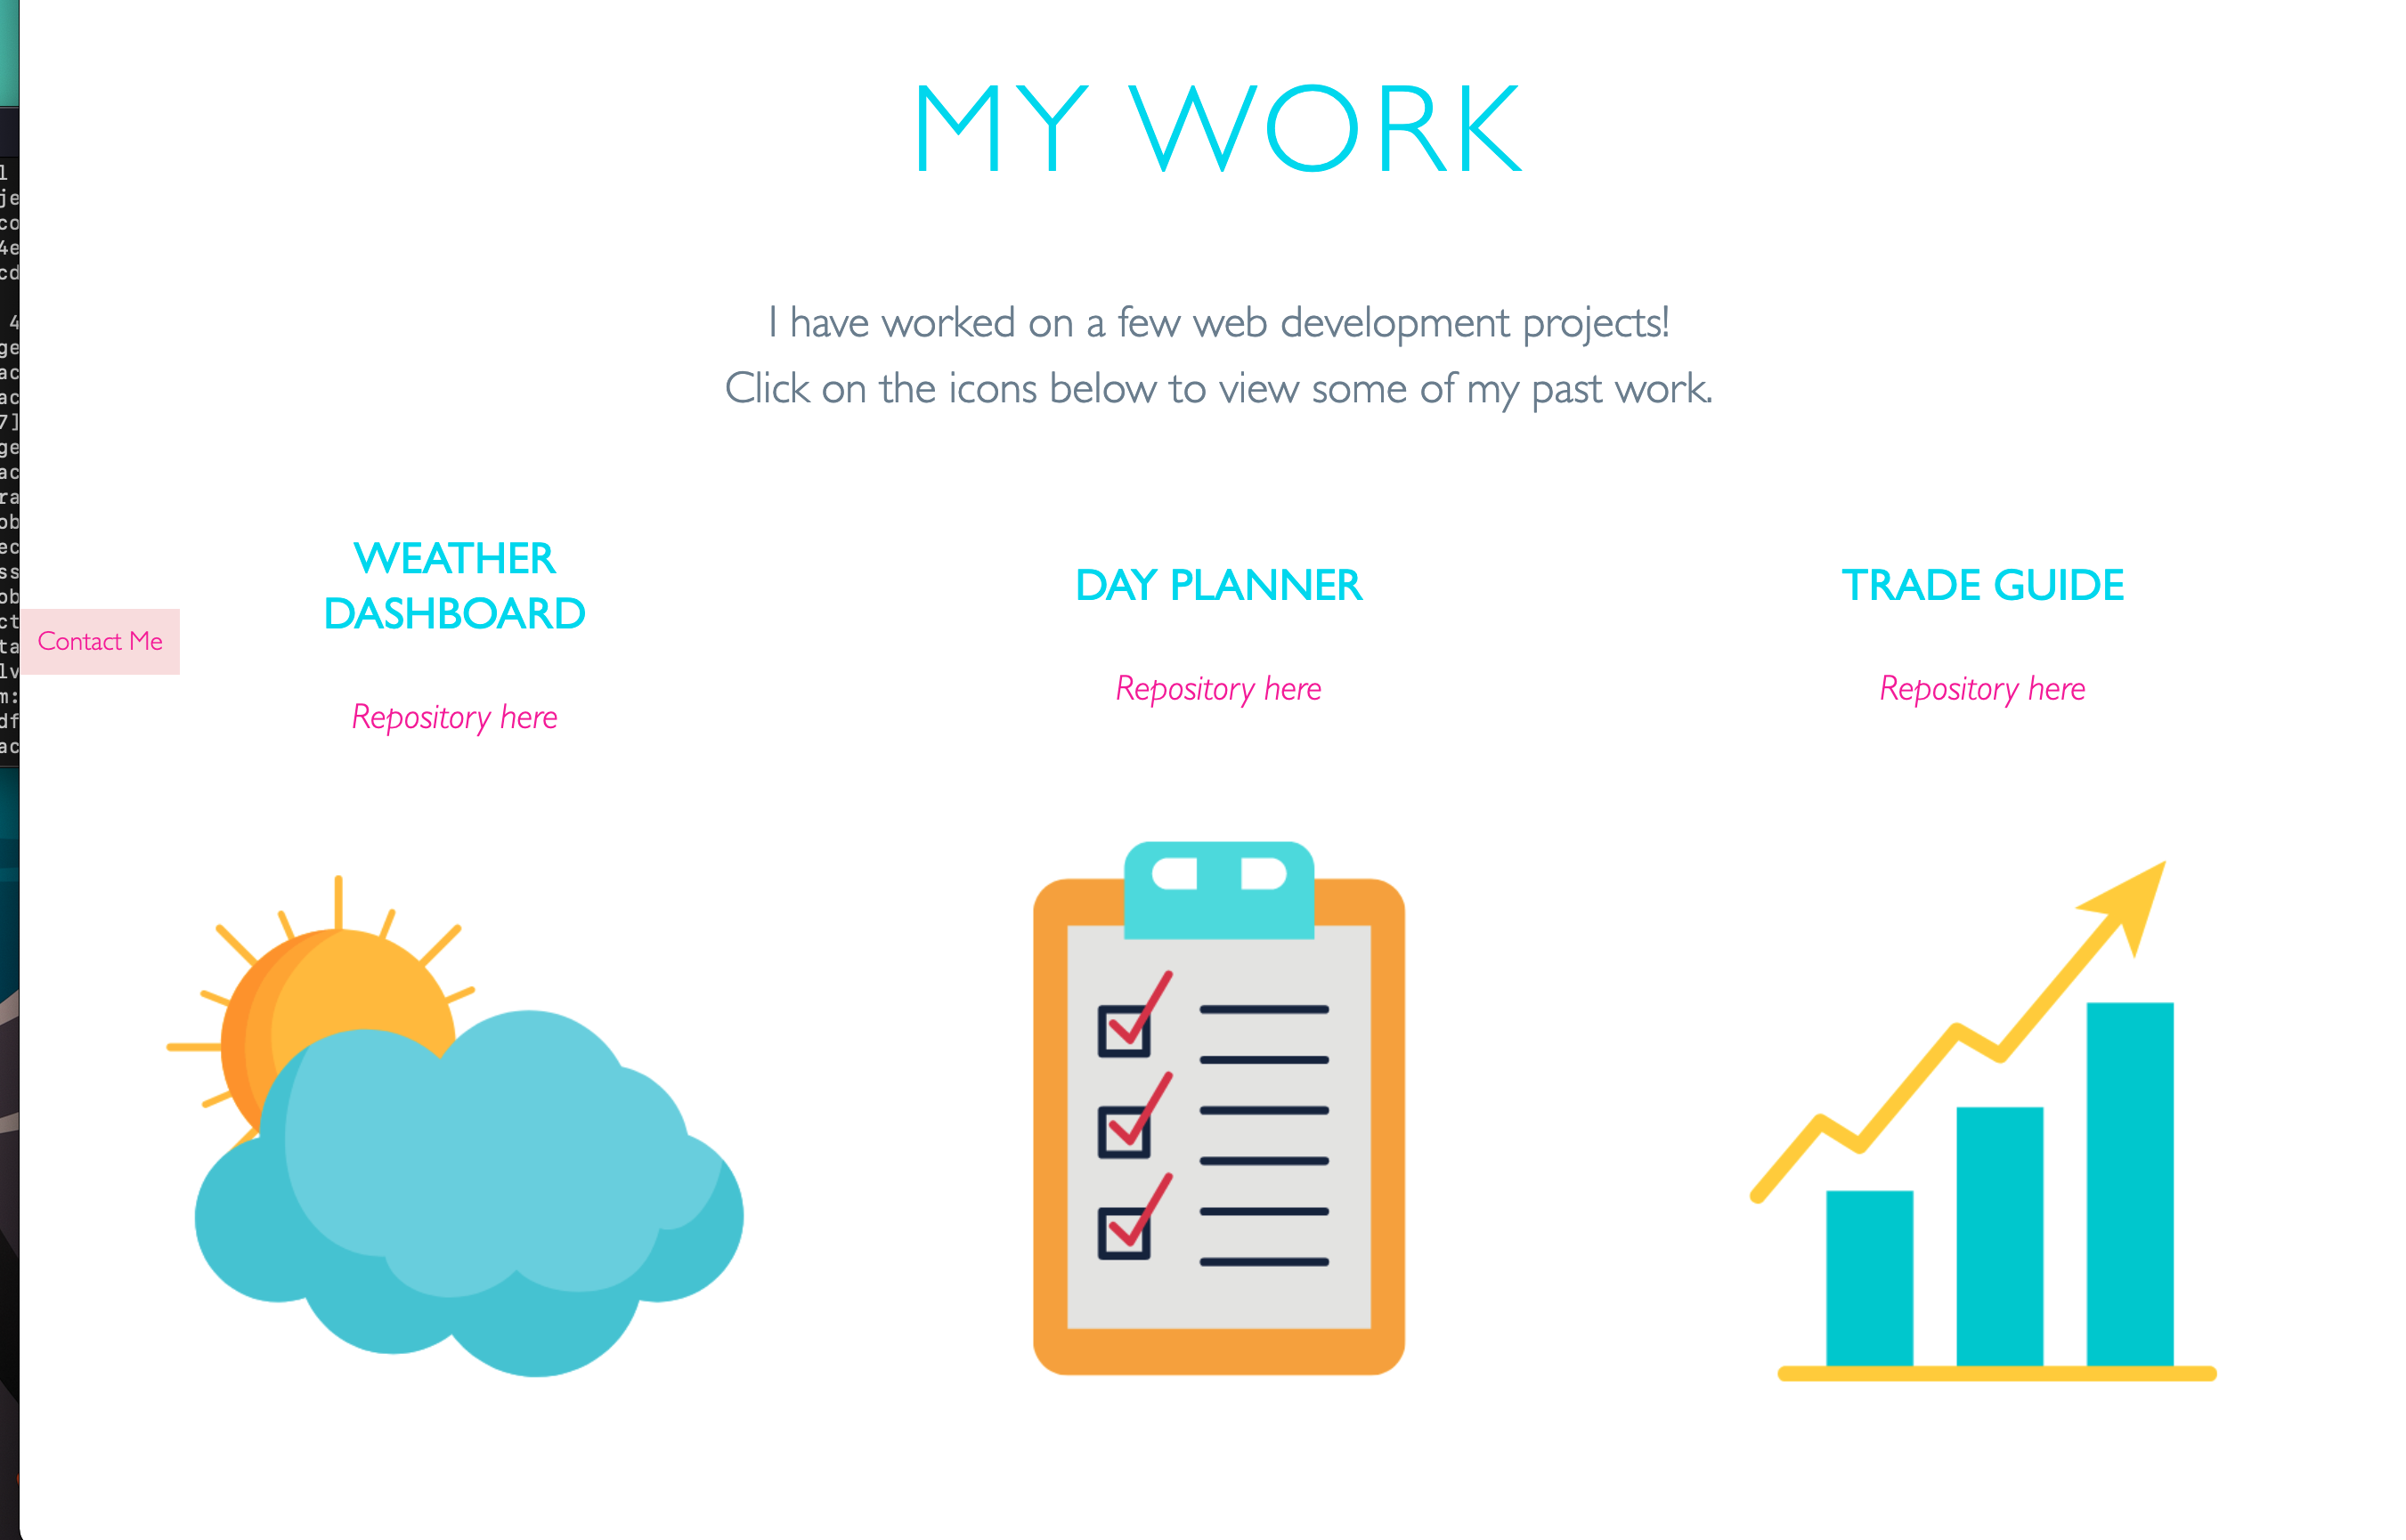 MY WORK
I have worked on a few web development projects!
Click on the icons below to view some of my past work.
WEATHER
DASHBOARD
Repository here
DAY PLANNER
Repository here
TRADE GUIDE
Repository here
Contact Me